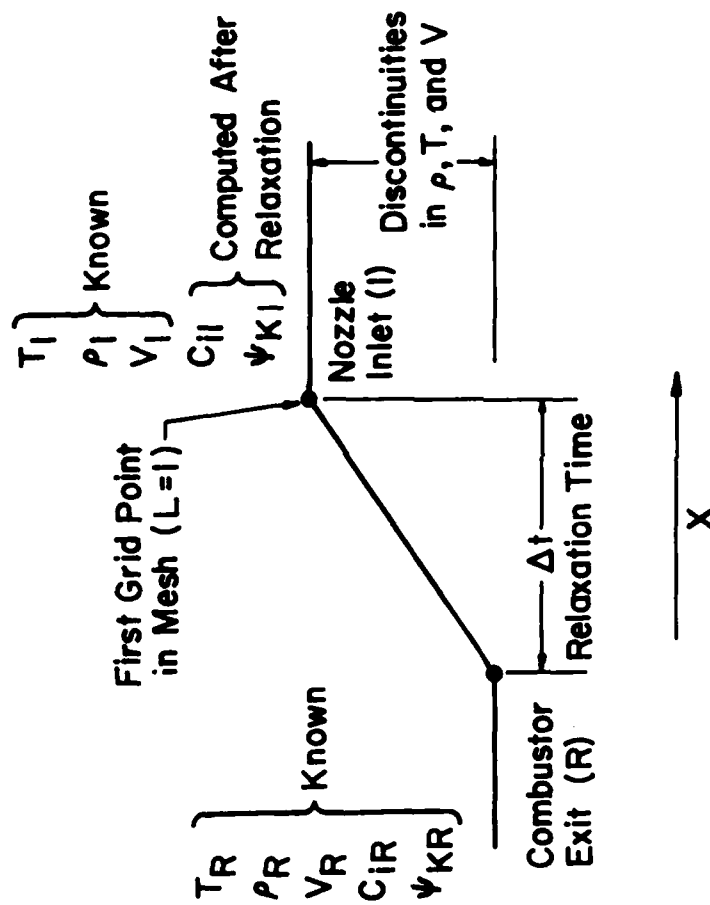 T_R
ρ_R
V_R
C_iR
ψ_KR
Known
Combustor
Exit (R)
First Grid Point
in Mesh (L=I)
T_I
ρ_I
V_I
Known
C_iI
ψ_KI
Computed After
Relaxation
Nozzle
Inlet (I)
Discontinuities
in ρ, T, and V
Δt
Relaxation Time
X